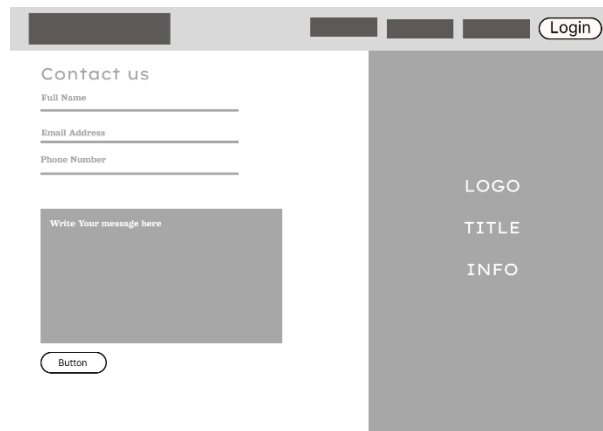 Login
Contact us
Full Name
Email Address
Phone Number
Write Your message here
Button
LOGO
TITLE
INFO